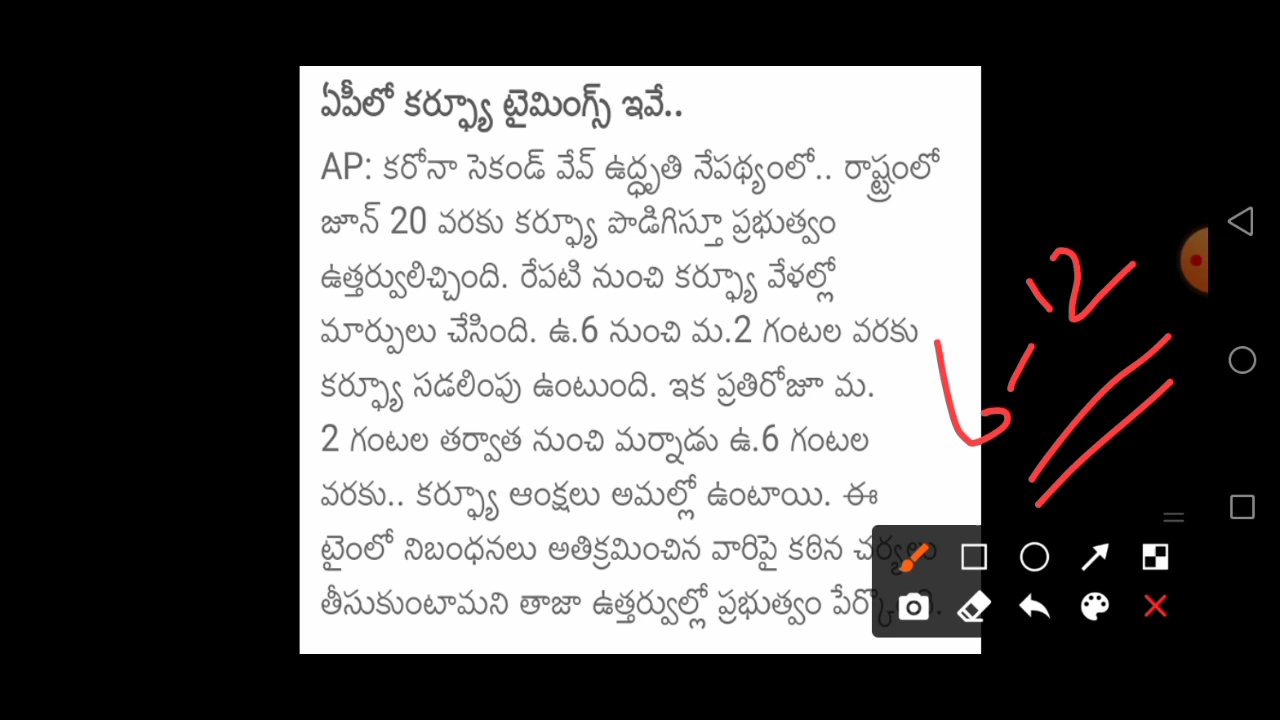 ఏపీలో కర్ఫ్యూ టైమింగ్స్ ఇవే..
AP: కరోనా సెకండ్ వేవ్ ఉద్ధృతి నేపథ్యంలో.. రాష్ట్రంలో
జూన్ 20 వరకు కర్ఫ్యూ పొడిగిస్తూ ప్రభుత్వం
ఉత్తర్వులిచ్చింది. రేపటి నుంచి కర్ఫ్యూ వేళల్లో
మార్పులు చేసింది. ఉ.6 నుంచి మ.2 గంటల వరకు
కర్ఫ్యూ సడలింపు ఉంటుంది. ఇక ప్రతిరోజూ మ.
2 గంటల తర్వాత నుంచి మర్నాడు ఉ.6 గంటల
వరకు.. కర్ఫ్యూ ఆంక్షలు అమల్లో ఉంటాయి. ఈ
టైంలో నిబంధనలు అతిక్రమించిన వారిపై కఠిన చర్యలు
తీసుకుంటామని తాజా ఉత్తర్వుల్లో ప్రభుత్వం